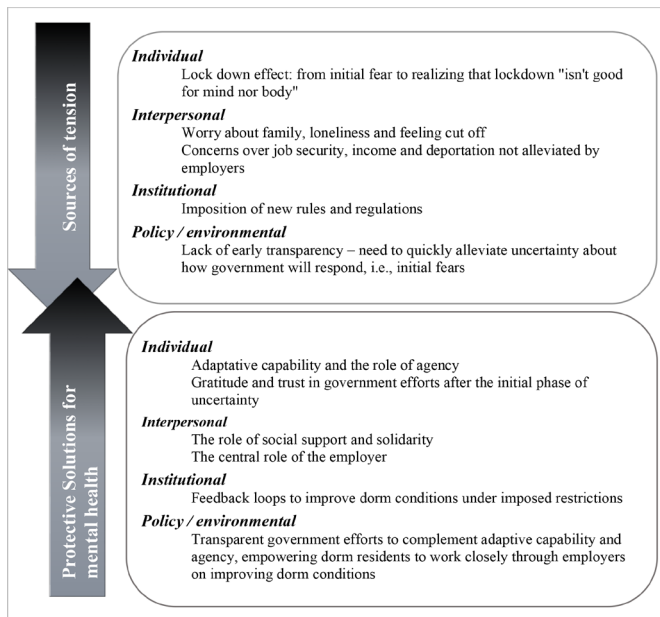 Sources of tension
Individual
Lock down effect: from initial fear to realizing that lockdown "isn't good
for mind nor body"
Interpersonal
Worry about family, loneliness and feeling cut off
Concerns over job security, income and deportation not alleviated by
employers
Institutional
Imposition of new rules and regulations
Policy / environmental
Lack of early transparency – need to quickly alleviate uncertainty about
how government will respond, i.e., initial fears
Protective Solutions for
mental health
Individual
Adaptative capability and the role of agency
Gratitude and trust in government efforts after the initial phase of
uncertainty
Interpersonal
The role of social support and solidarity
The central role of the employer
Institutional
Feedback loops to improve dorm conditions under imposed restrictions
Policy / environmental
Transparent government efforts to complement adaptive capability and
agency, empowering dorm residents to work closely through employers
on improving dorm conditions